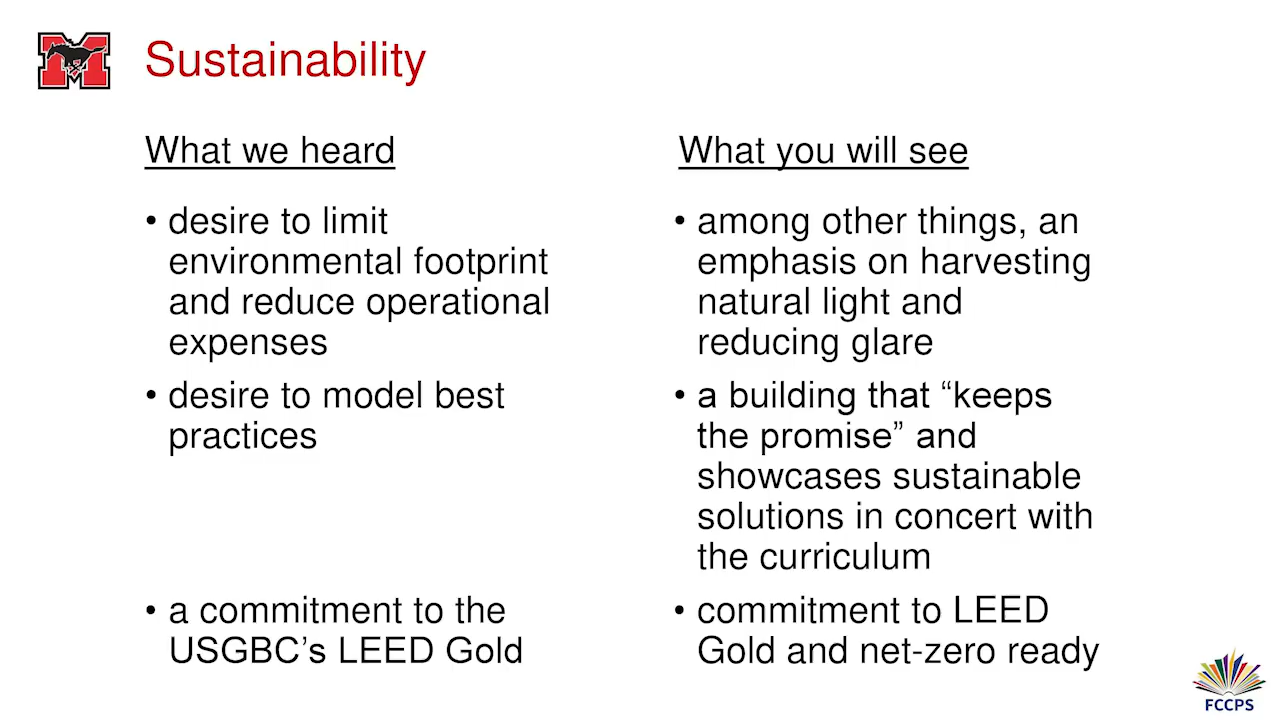 M
Sustainability
What we heard
• desire to limit
environmental footprint
and reduce operational
expenses
• desire to model best
practices
• a commitment to the
USGBC’s LEED Gold
What you will see
• among other things, an
emphasis on harvesting
natural light and
reducing glare
• a building that “keeps
the promise” and
showcases sustainable
solutions in concert with
the curriculum
• commitment to LEED
Gold and net-zero ready
FCCPS